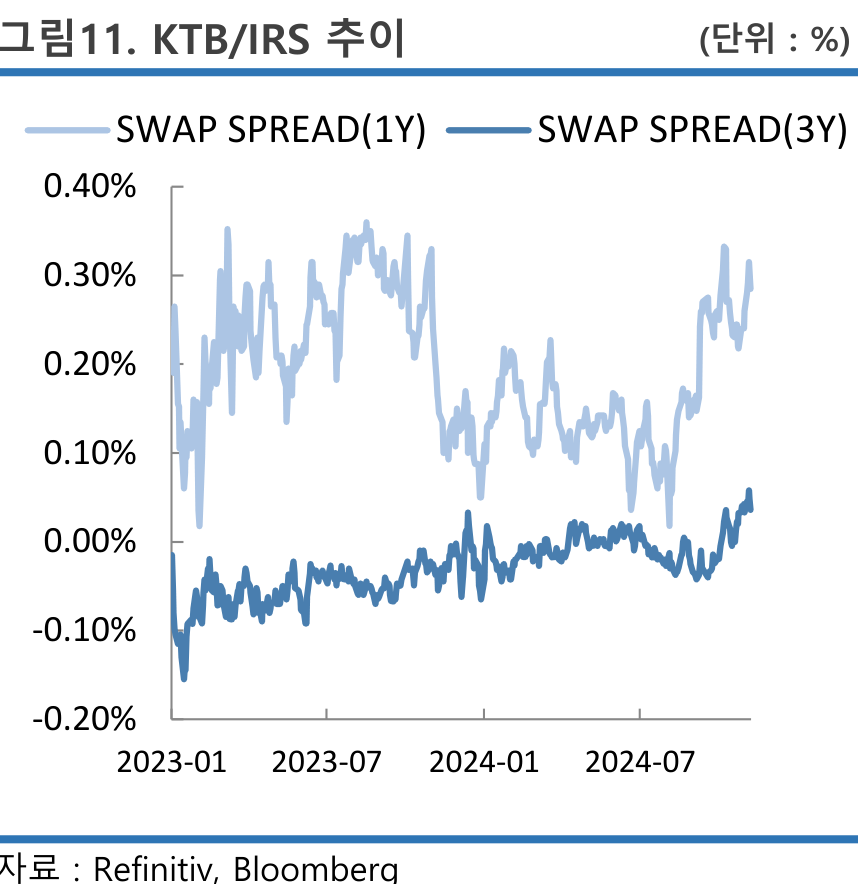 그림11. KTB/IRS 추이 (단위 : %)
SWAP SPREAD(1Y) SWAP SPREAD(3Y)
0.40%
0.30%
0.20%
0.10%
0.00%
-0.10%
-0.20%
2023-01 2023-07 2024-01 2024-07
자료 : Refinitiv, Bloomberg